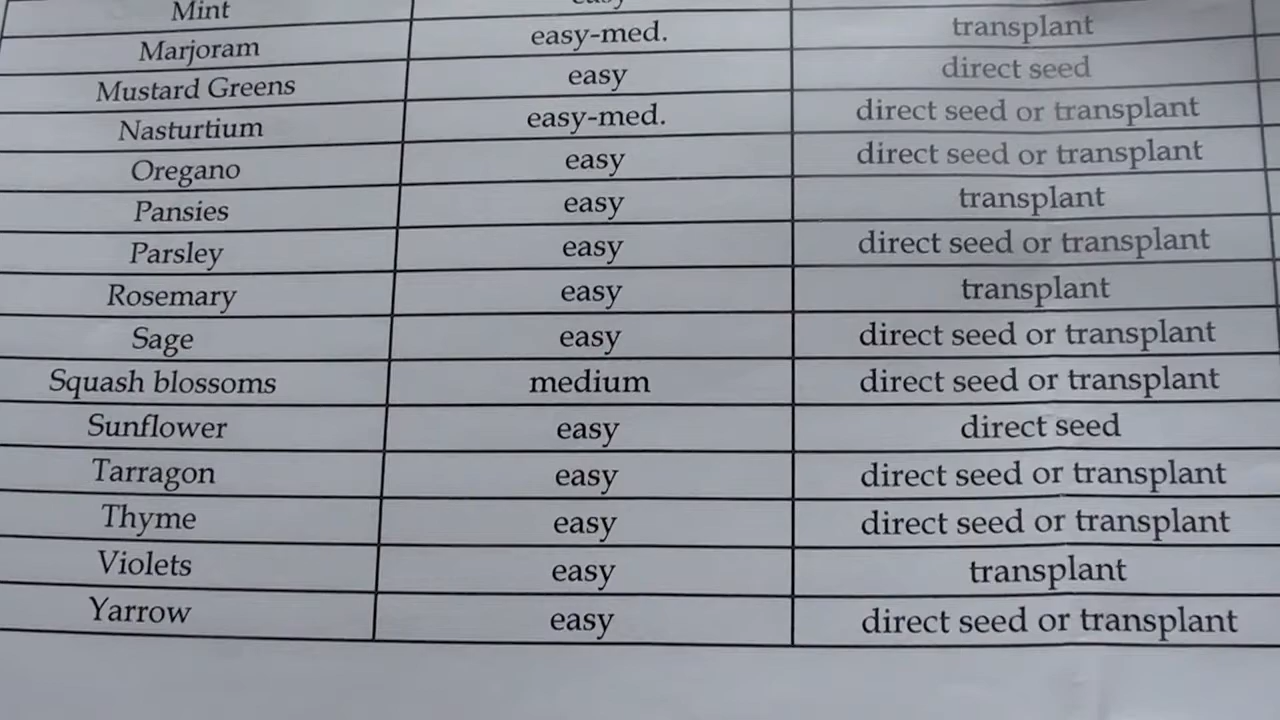 Mint easy
Marjoram easy-med. transplant
Mustard Greens easy direct seed
Nasturtium easy-med. direct seed or transplant
Oregano easy direct seed or transplant
Pansies easy transplant
Parsley easy direct seed or transplant
Rosemary easy transplant
Sage easy direct seed or transplant
Squash blossoms medium direct seed or transplant
Sunflower easy direct seed
Tarragon easy direct seed or transplant
Thyme easy direct seed or transplant
Violets easy transplant
Yarrow easy direct seed or transplant